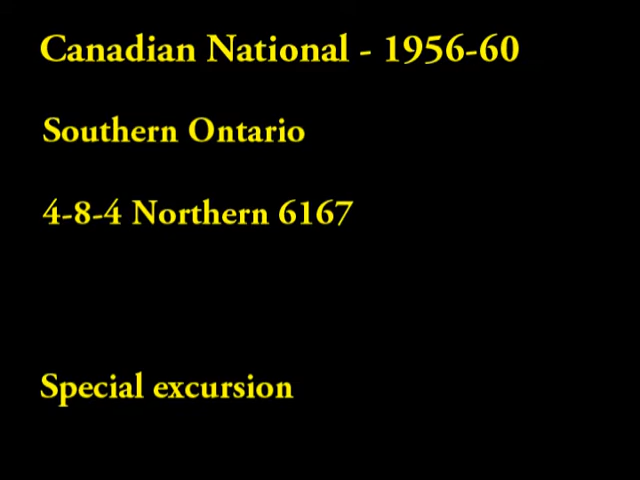 Canadian National - 1956-60
Southern Ontario
4-8-4 Northern 6167
Special excursion